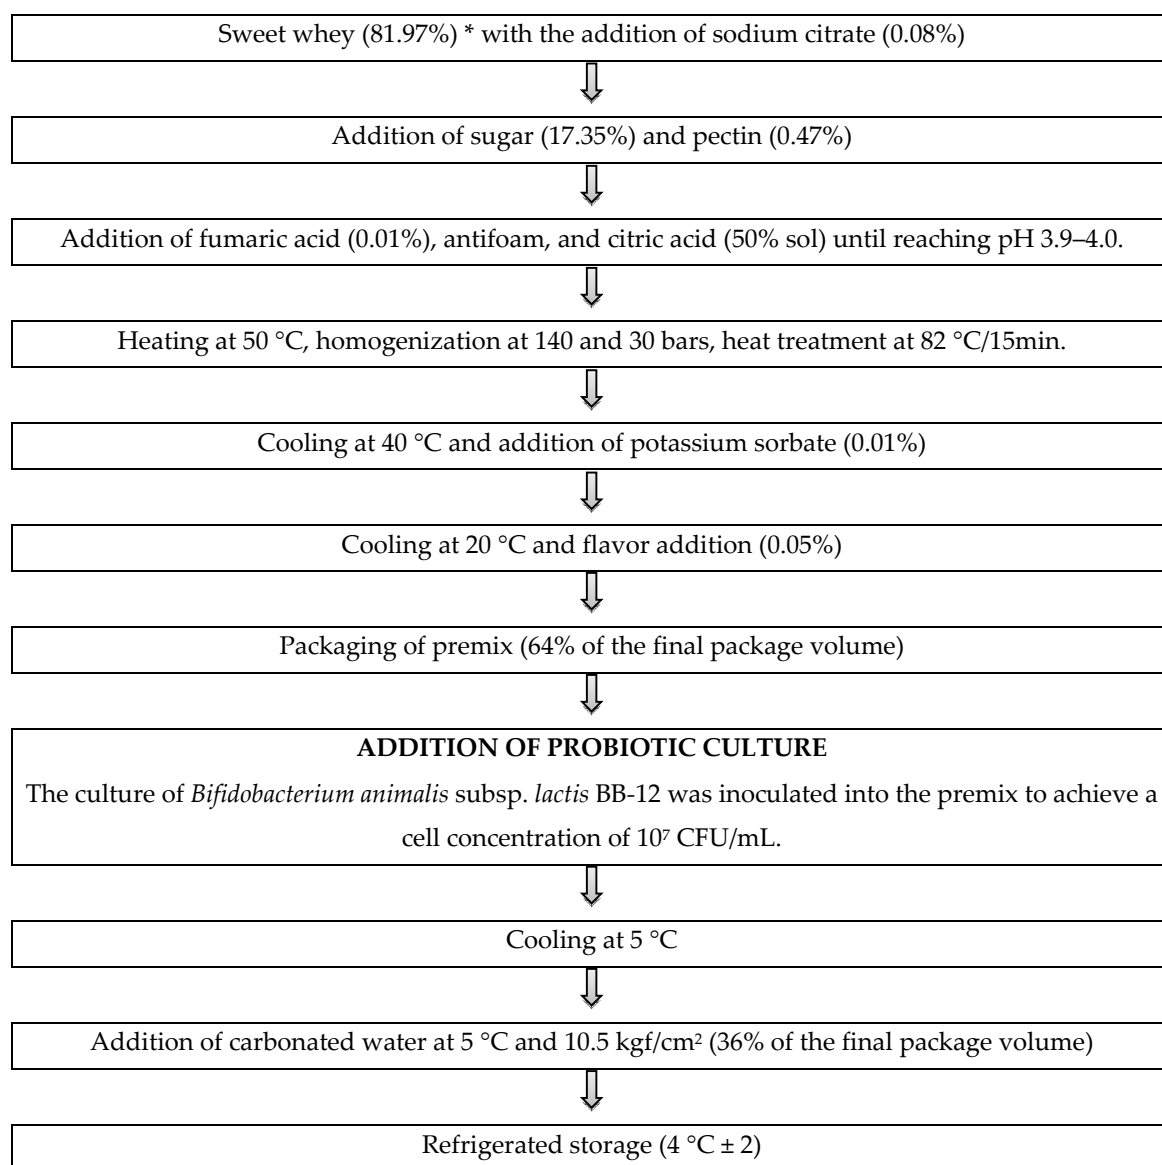 Sweet whey (81.97%) * with the addition of sodium citrate (0.08%)
Addition of sugar (17.35%) and pectin (0.47%)
Addition of fumaric acid (0.01%), antifoam, and citric acid (50% sol) until reaching pH 3.9–4.0.
Heating at 50 °C, homogenization at 140 and 30 bars, heat treatment at 82 °C/15min.
Cooling at 40 °C and addition of potassium sorbate (0.01%)
Cooling at 20 °C and flavor addition (0.05%)
Packaging of premix (64% of the final package volume)
ADDITION OF PROBIOTIC CULTURE
The culture of Bifidobacterium animalis subsp. lactis BB-12 was inoculated into the premix to achieve a
cell concentration of 10⁷ CFU/mL.
Cooling at 5 °C
Addition of carbonated water at 5 °C and 10.5 kgf/cm² (36% of the final package volume)
Refrigerated storage (4 °C ± 2)